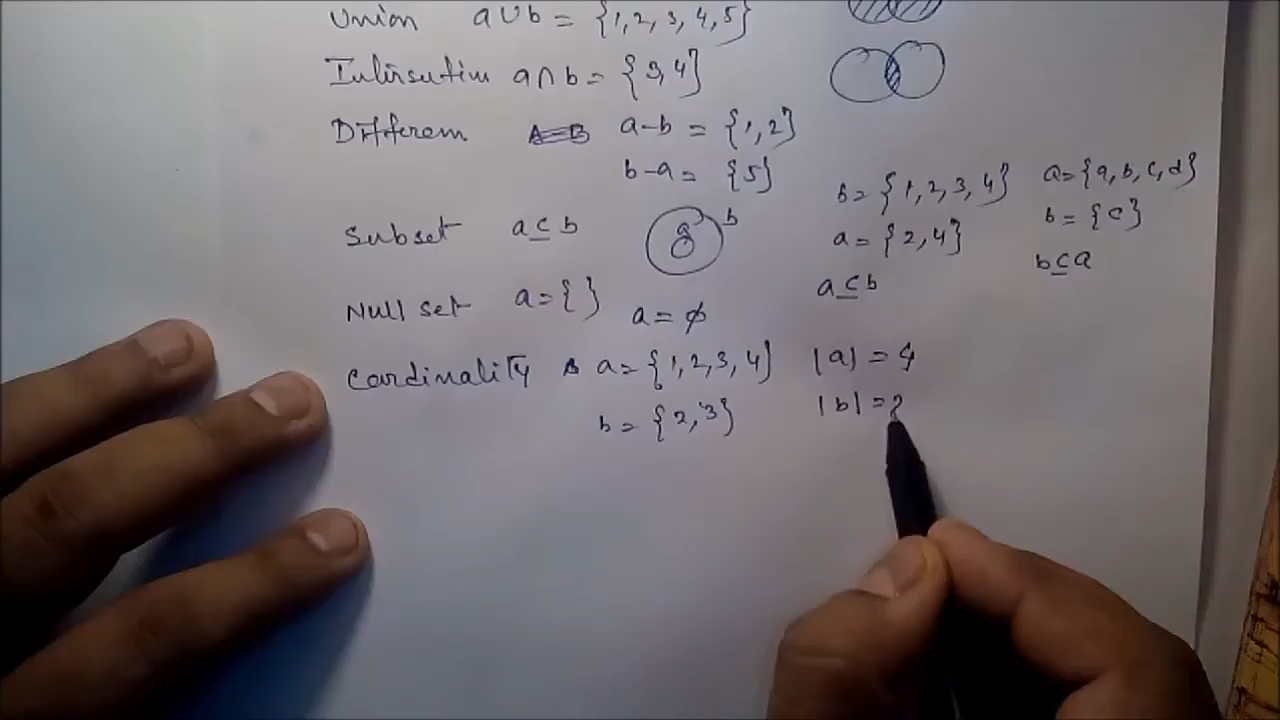 Union a∪b = {1,2,3,4,5}
Intersection a∩b = {3,4}
Differem A=B a-b = {1,2}
b-a = {5}
b = {1,2,3,4} a={a,b,c,d}
Subset a⊆b a b a = {2,4} b = {c}
a⊆b b⊆a
Null set a={ } a = ϕ
Cardinality a={1,2,3,4} |a| = 4
b = {2,3} |b| =2